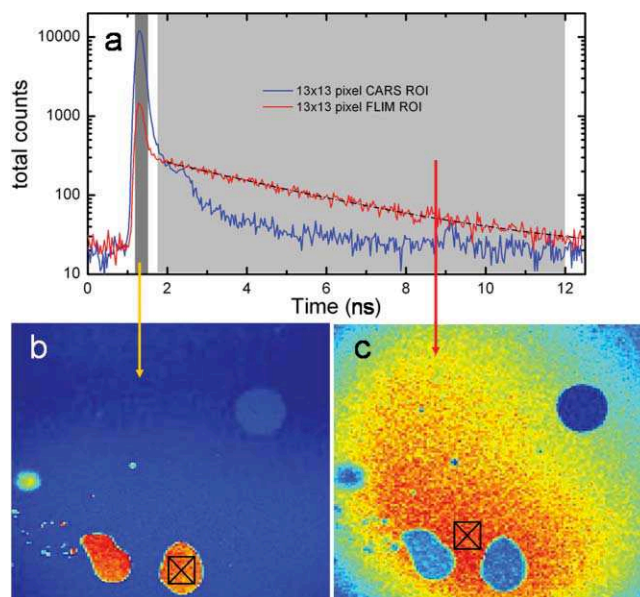 a
10000
1000
100
10
total counts
13x13 pixel CARS ROI
13x13 pixel FLIM ROI
0 2 4 6 8 10 12
Time (ns)
b
c